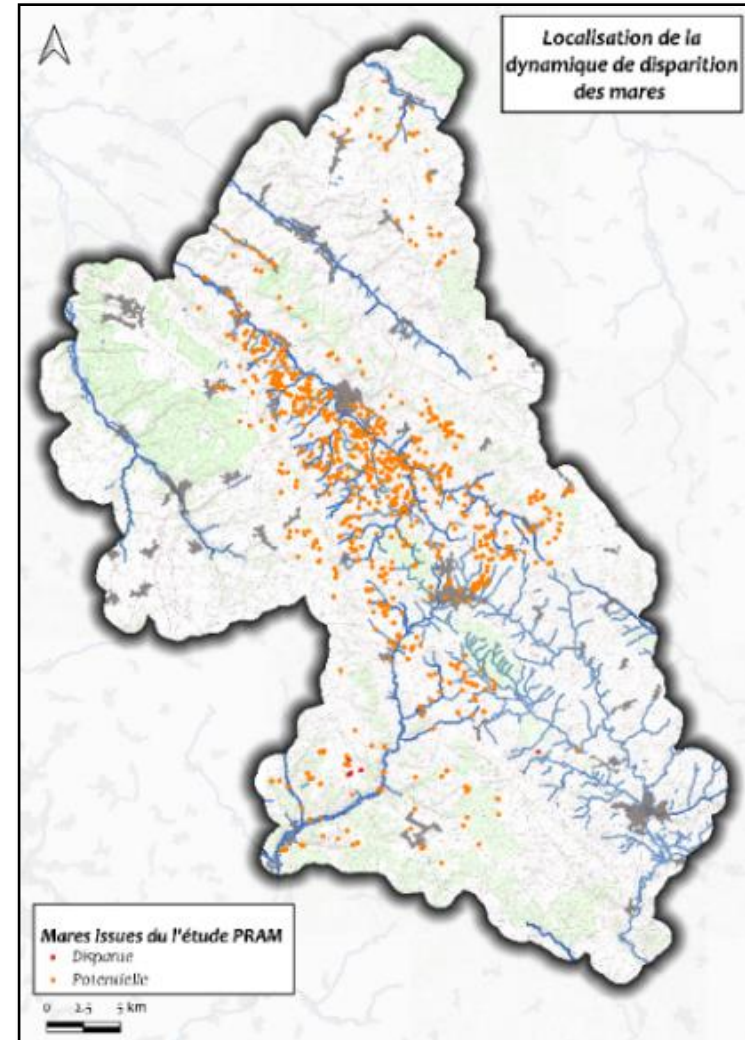 Localisation de la
dynamique de disparition
des mares
Mares issues du l'étude PRAM
Disparue
Potentielle
0 2.5 5 km